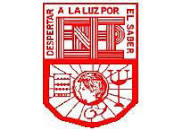 DESPERTAR A LA LUZ POR EL SABER
ENP